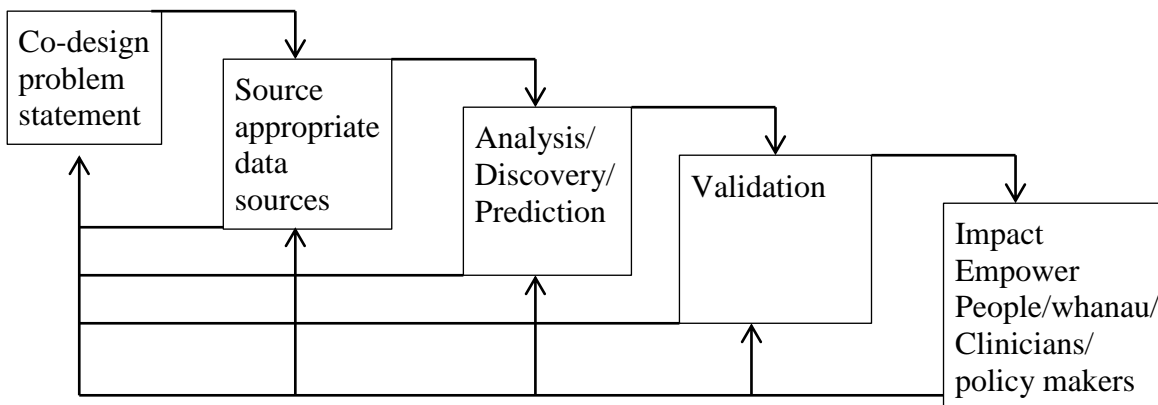 Co-design
problem
statement
Source
appropriate
data
sources
Analysis/
Discovery/
Prediction
Validation
Impact
Empower
People/whanau/
Clinicians/
policy makers